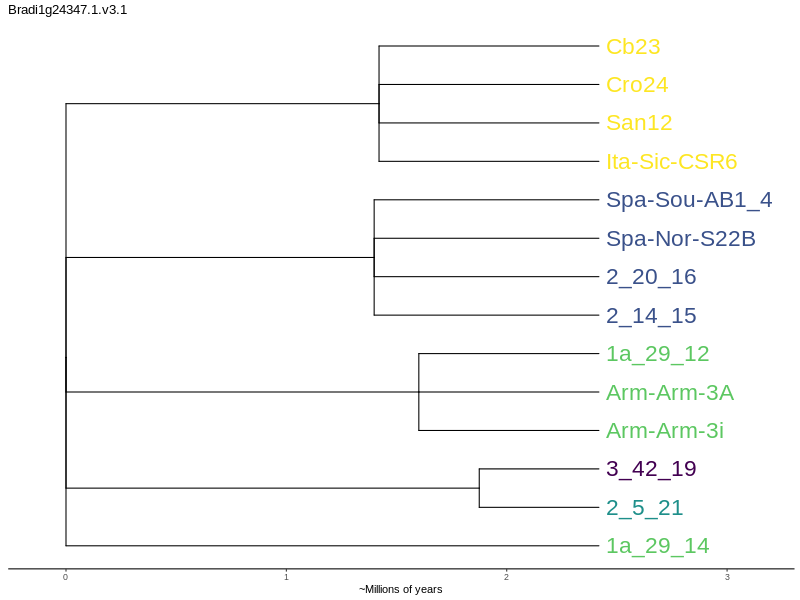 Bradi1g24347.1.v3.1
Cb23
Cro24
San12
Ita-Sic-CSR6
Spa-Sou-AB1_4
Spa-Nor-S22B
2_20_16
2_14_15
1a_29_12
Arm-Arm-3A
Arm-Arm-3i
3_42_19
2_5_21
1a_29_14
0 1 2 3
~Millions of years